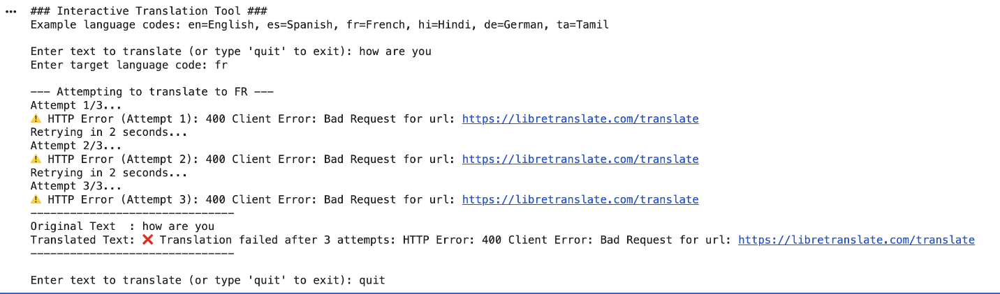 ### Interactive Translation Tool ###
Example language codes: en=English, es=Spanish, fr=French, hi=Hindi, de=German, ta=Tamil
Enter text to translate (or type 'quit' to exit): how are you
Enter target language code: fr
--- Attempting to translate to FR ---
Attempt 1/3...
⚠️ HTTP Error (Attempt 1): 400 Client Error: Bad Request for url: https://libretranslate.com/translate
Retrying in 2 seconds...
Attempt 2/3...
⚠️ HTTP Error (Attempt 2): 400 Client Error: Bad Request for url: https://libretranslate.com/translate
Retrying in 2 seconds...
Attempt 3/3...
⚠️ HTTP Error (Attempt 3): 400 Client Error: Bad Request for url: https://libretranslate.com/translate
-------------------------------
Original Text  : how are you
Translated Text: ❌ Translation failed after 3 attempts: HTTP Error: 400 Client Error: Bad Request for url: https://libretranslate.com/translate
-------------------------------
Enter text to translate (or type 'quit' to exit): quit